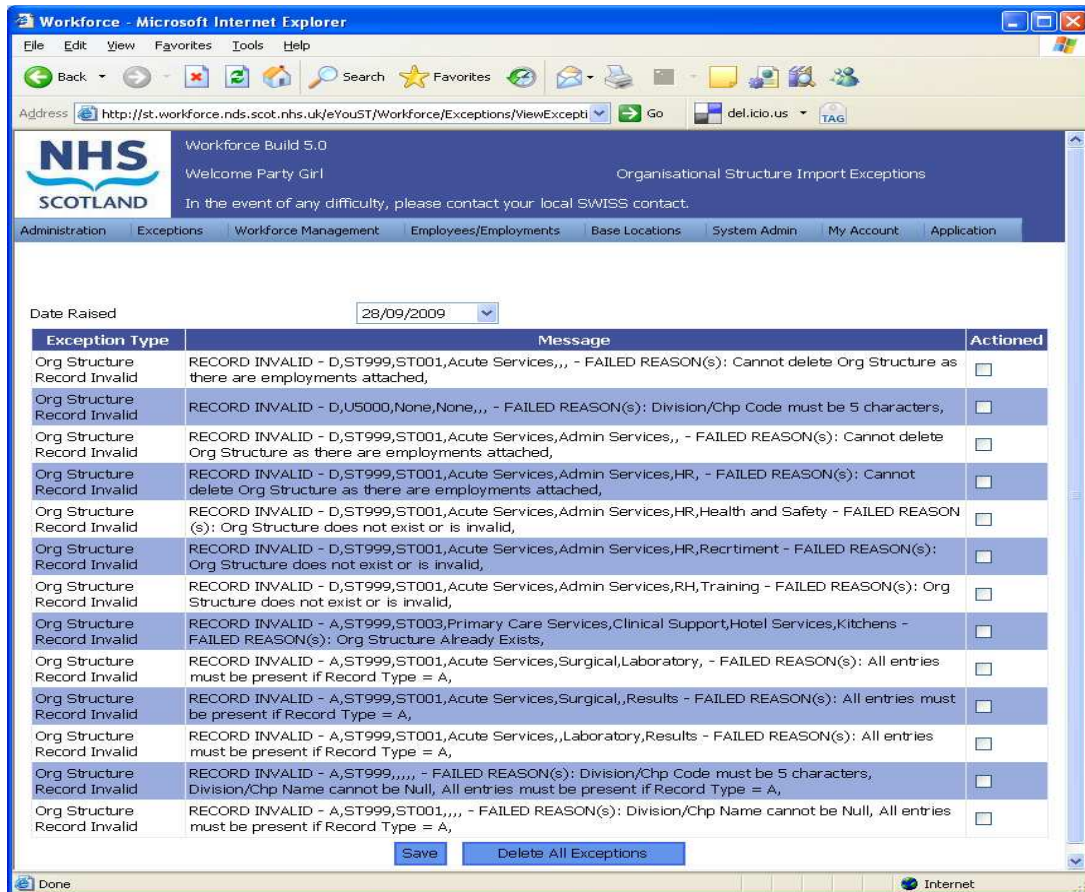 Workforce - Microsoft Internet Explorer
File Edit View Favorites Tools Help
Back Search Favorites
Address http://st.workforce.nds.scot.nhs.uk/eYouST/Workforce/Exceptions/ViewExcepti Go del.icio.us TAG
NHS
SCOTLAND
Workforce Build 5.0
Welcome Party Girl Organisational Structure Import Exceptions
In the event of any difficulty, please contact your local SWISS contact.
Administration Exceptions Workforce Management Employees/Employments Base Locations System Admin My Account Application
Date Raised 28/09/2009
Exception Type Message Actioned
Org Structure
Record Invalid
RECORD INVALID - D,ST999,ST001,Acute Services,,, - FAILED REASON(s): Cannot delete Org Structure as
there are employments attached,
Org Structure
Record Invalid
RECORD INVALID - D,U5000,None,None,,, - FAILED REASON(s): Division/Chp Code must be 5 characters,
Org Structure
Record Invalid
RECORD INVALID - D,ST999,ST001,Acute Services,Admin Services,, - FAILED REASON(s): Cannot delete
Org Structure as there are employments attached,
Org Structure
Record Invalid
RECORD INVALID - D,ST999,ST001,Acute Services,Admin Services,HR, - FAILED REASON(s): Cannot
delete Org Structure as there are employments attached,
Org Structure
Record Invalid
RECORD INVALID - D,ST999,ST001,Acute Services,Admin Services,HR,Health and Safety - FAILED REASON
(s): Org Structure does not exist or is invalid,
Org Structure
Record Invalid
RECORD INVALID - D,ST999,ST001,Acute Services,Admin Services,HR,Recrtiment - FAILED REASON(s):
Org Structure does not exist or is invalid,
Org Structure
Record Invalid
RECORD INVALID - D,ST999,ST001,Acute Services,Admin Services,RH,Training - FAILED REASON(s): Org
Structure does not exist or is invalid,
Org Structure
Record Invalid
RECORD INVALID - A,ST999,ST003,Primary Care Services,Clinical Support,Hotel Services,Kitchens -
FAILED REASON(s): Org Structure Already Exists,
Org Structure
Record Invalid
RECORD INVALID - A,ST999,ST001,Acute Services,Surgical,Laboratory, - FAILED REASON(s): All entries
must be present if Record Type = A,
Org Structure
Record Invalid
RECORD INVALID - A,ST999,ST001,Acute Services,Surgical,,Results - FAILED REASON(s): All entries must
be present if Record Type = A,
Org Structure
Record Invalid
RECORD INVALID - A,ST999,ST001,Acute Services,,Laboratory,Results - FAILED REASON(s): All entries
must be present if Record Type = A,
Org Structure
Record Invalid
RECORD INVALID - A,ST999,,,,, - FAILED REASON(s): Division/Chp Code must be 5 characters,
Division/Chp Name cannot be Null, All entries must be present if Record Type = A,
Org Structure
Record Invalid
RECORD INVALID - A,ST999,ST001,,,, - FAILED REASON(s): Division/Chp Name cannot be Null, All entries
must be present if Record Type = A,
Save Delete All Exceptions
Done Internet